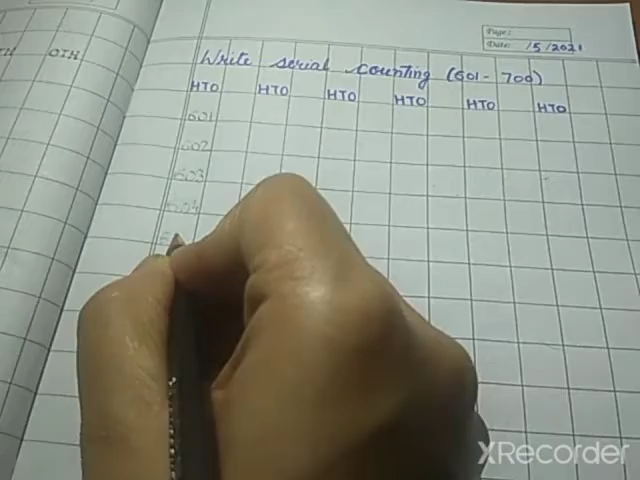 Page:
Date: /5/2021
OTH
Write serial counting (601 - 700)
HTO HTO HTO HTO HTO HTO
601
602
603
604
XRecorder